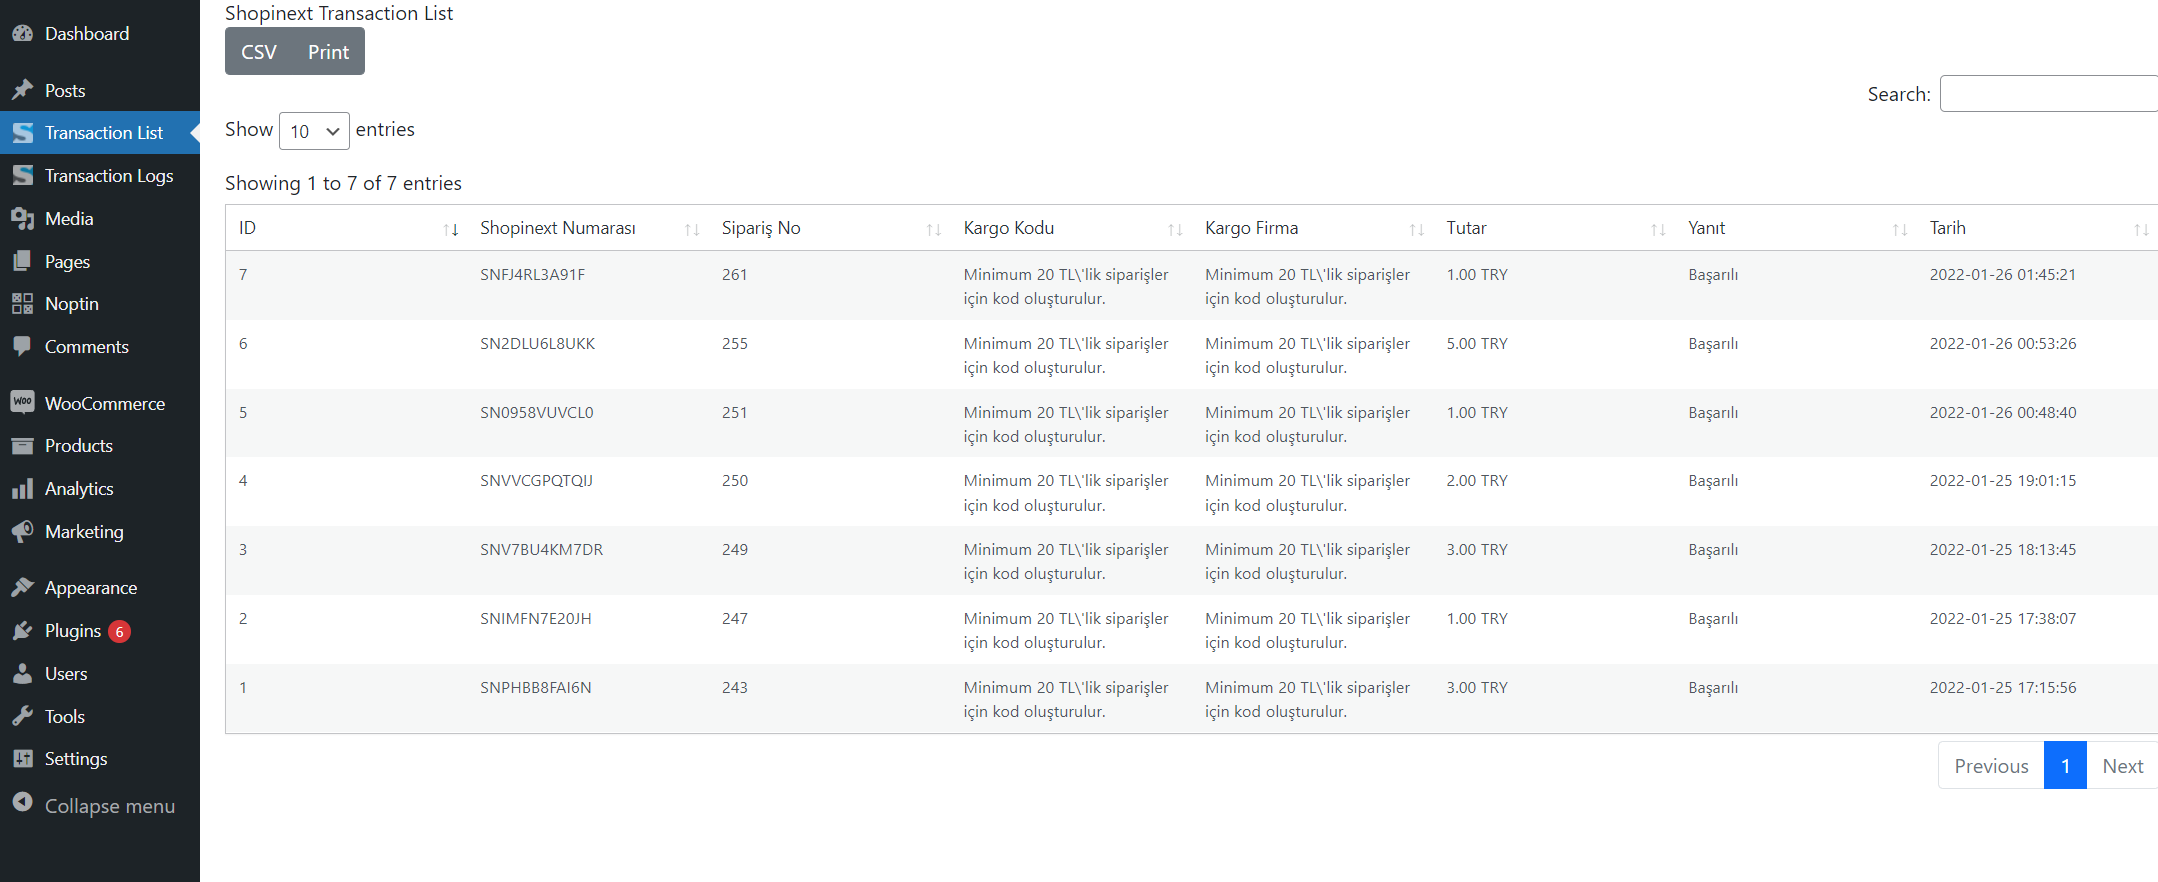 Dashboard
Posts
Transaction List
Transaction Logs
Media
Pages
Noptin
Comments
Woo WooCommerce
Products
Analytics
Marketing
Appearance
Plugins 6
Users
Tools
Settings
Collapse menu
Shopinext Transaction List
CSV Print
Search:
Show 10 entries
Showing 1 to 7 of 7 entries
ID Shopinext Numarası Sipariş No Kargo Kodu Kargo Firma Tutar Yanıt Tarih
7 SNFJ4RL3A91F 261 Minimum 20 TL\'lik siparişler Minimum 20 TL\'lik siparişler 1.00 TRY Başarılı 2022-01-26 01:45:21
için kod oluşturulur. için kod oluşturulur.
6 SN2DLU6L8UKK 255 Minimum 20 TL\'lik siparişler Minimum 20 TL\'lik siparişler 5.00 TRY Başarılı 2022-01-26 00:53:26
için kod oluşturulur. için kod oluşturulur.
5 SN0958VUVCL0 251 Minimum 20 TL\'lik siparişler Minimum 20 TL\'lik siparişler 1.00 TRY Başarılı 2022-01-26 00:48:40
için kod oluşturulur. için kod oluşturulur.
4 SNVVCGPQTQIJ 250 Minimum 20 TL\'lik siparişler Minimum 20 TL\'lik siparişler 2.00 TRY Başarılı 2022-01-25 19:01:15
için kod oluşturulur. için kod oluşturulur.
3 SNV7BU4KM7DR 249 Minimum 20 TL\'lik siparişler Minimum 20 TL\'lik siparişler 3.00 TRY Başarılı 2022-01-25 18:13:45
için kod oluşturulur. için kod oluşturulur.
2 SNIMFN7E20JH 247 Minimum 20 TL\'lik siparişler Minimum 20 TL\'lik siparişler 1.00 TRY Başarılı 2022-01-25 17:38:07
için kod oluşturulur. için kod oluşturulur.
1 SNPHBB8FAI6N 243 Minimum 20 TL\'lik siparişler Minimum 20 TL\'lik siparişler 3.00 TRY Başarılı 2022-01-25 17:15:56
için kod oluşturulur. için kod oluşturulur.
Previous 1 Next